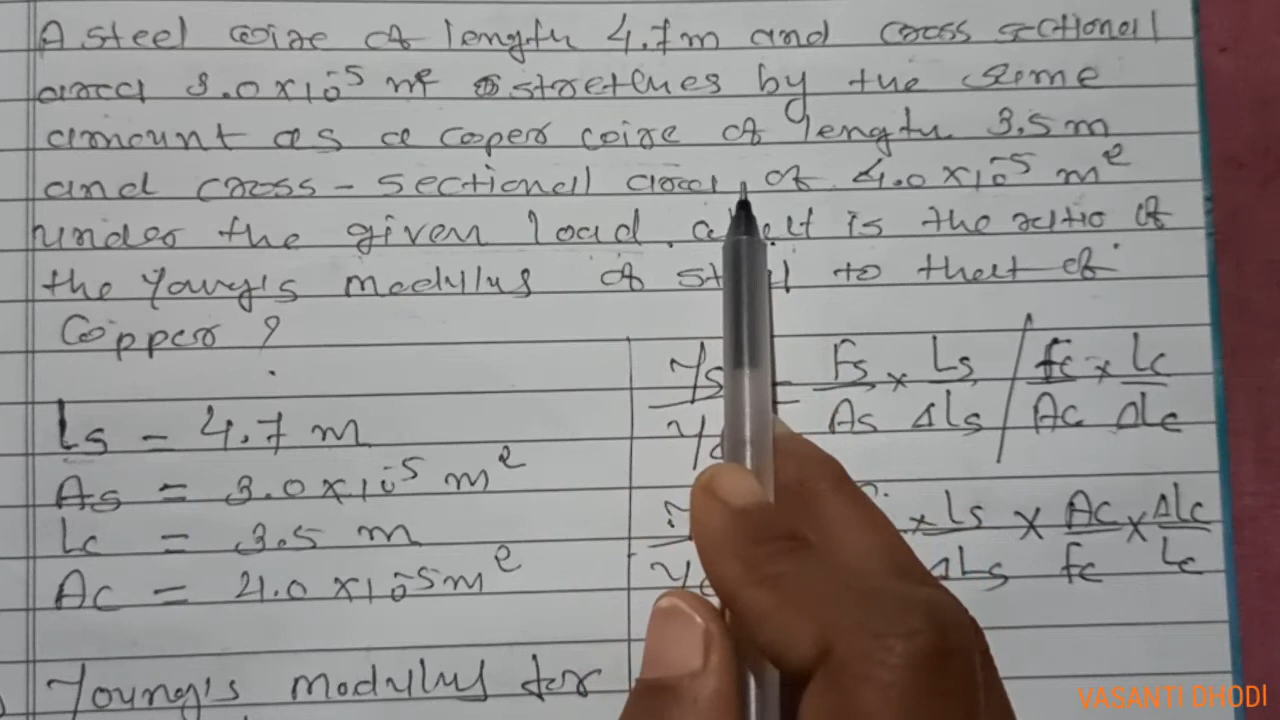 A steel wire of length 4.7m and cross sectional
area 3.0×10⁻⁵ m² stretches by the same
amount as a coper wire of length 3.5m
and cross-sectional area of 4.0×10⁻⁵ m²
under the given load. is the ratio of
the Young's modulus of to that of
Copper?
Ls - 4.7 m
As = 3.0×10⁻⁵ m²
Lc = 3.5 m
Ac = 4.0×10⁻⁵ m²
Young's modulus for
Ys = Fs/As × Ls/ΔLs / Fc/Ac × Lc/ΔLc
× Ls/ΔLs × Ac/Fc × ΔLc/Lc
VASANTI DHODI